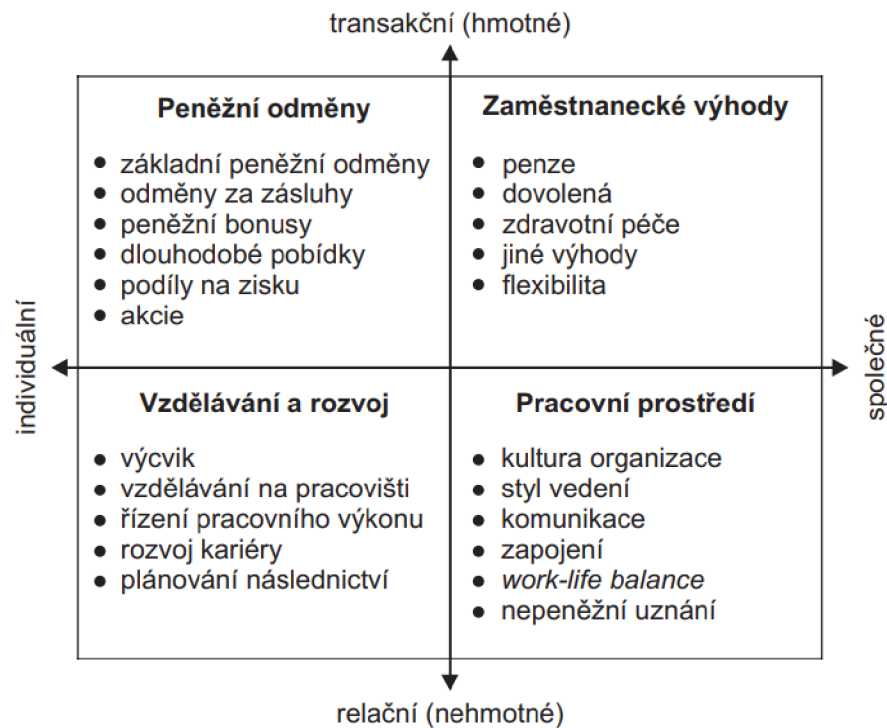 transakční (hmotné)
Peněžní odměny
● základní peněžní odměny
● odměny za zásluhy
● peněžní bonusy
● dlouhodobé pobídky
● podíly na zisku
● akcie
Zaměstnanecké výhody
● penze
● dovolená
● zdravotní péče
● jiné výhody
● flexibilita
individuální
společné
Vzdělávání a rozvoj
● výcvik
● vzdělávání na pracovišti
● řízení pracovního výkonu
● rozvoj kariéry
● plánování následnictví
Pracovní prostředí
● kultura organizace
● styl vedení
● komunikace
● zapojení
● work-life balance
● nepeněžní uznání
relační (nehmotné)